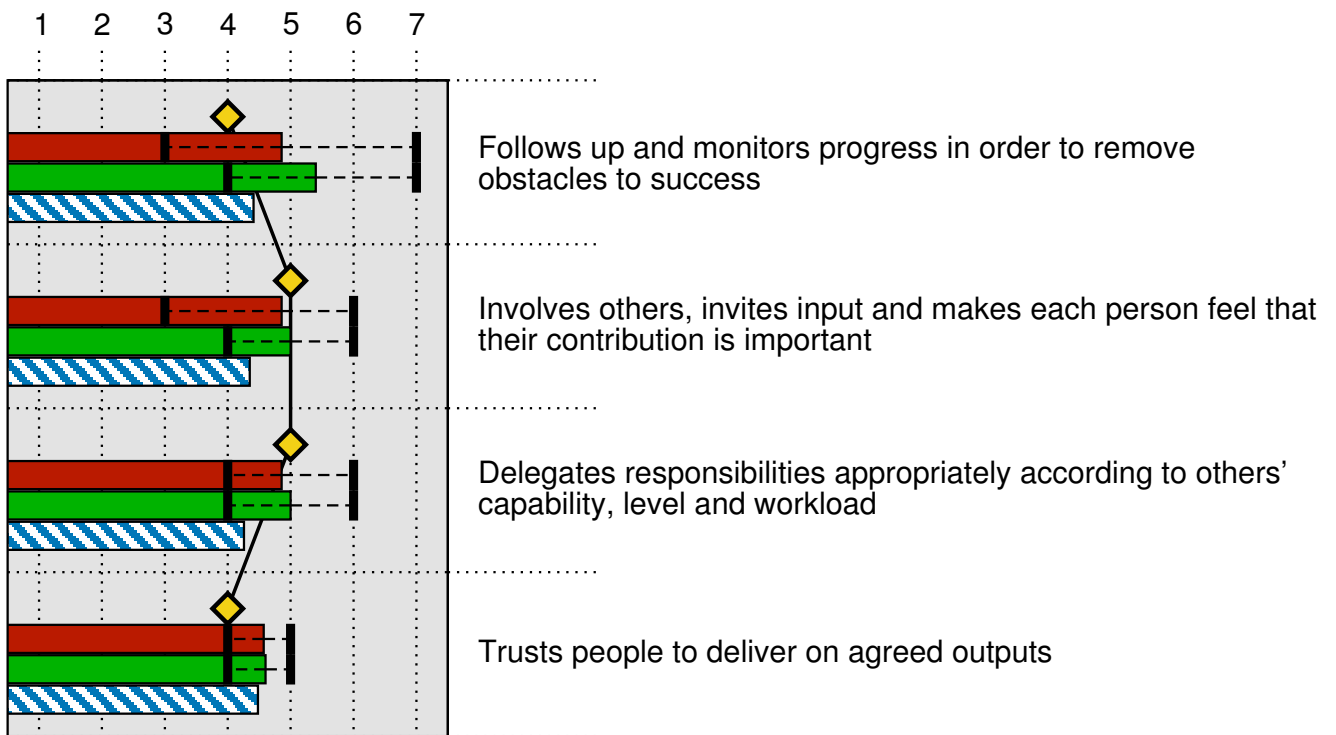 1 2 3 4 5 6 7
Follows up and monitors progress in order to remove
obstacles to success
Involves others, invites input and makes each person feel that
their contribution is important
Delegates responsibilities appropriately according to others’
capability, level and workload
Trusts people to deliver on agreed outputs